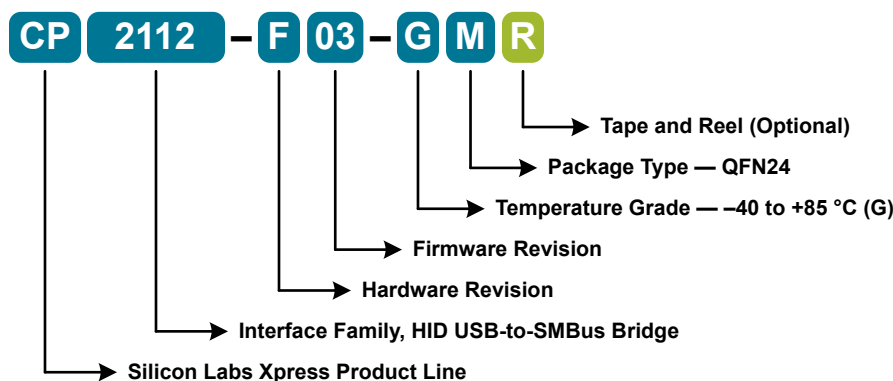 CP 2112 – F 03 – G M R
Tape and Reel (Optional)
Package Type — QFN24
Temperature Grade — –40 to +85 °C (G)
Firmware Revision
Hardware Revision
Interface Family, HID USB-to-SMBus Bridge
Silicon Labs Xpress Product Line